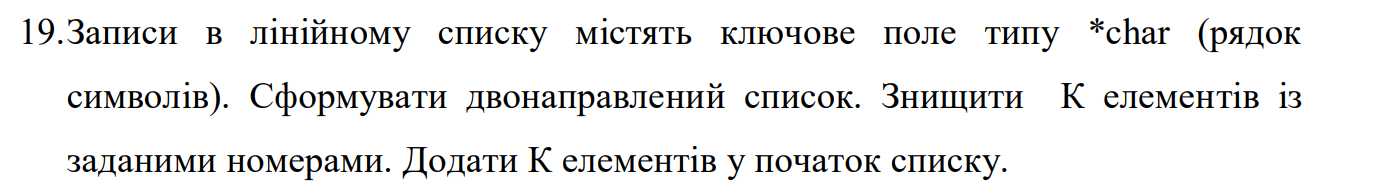 19.Записи в лінійному списку містять ключове поле типу *char (рядок
символів). Сформувати двонаправлений список. Знищити К елементів із
заданими номерами. Додати К елементів у початок списку.